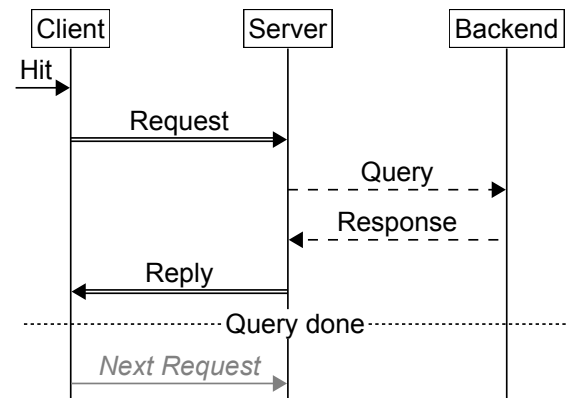 Client Server Backend
Hit
Request
Query
Response
Reply
Query done
Next Request